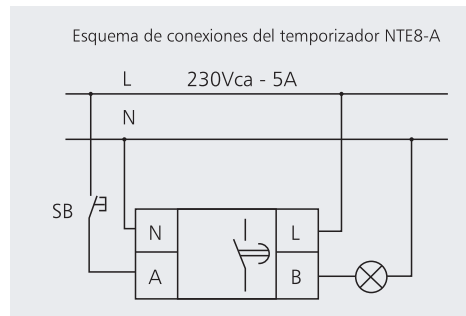 Esquema de conexiones del temporizador NTE8-A
L 230Vca - 5A
N
SB
N L
A B